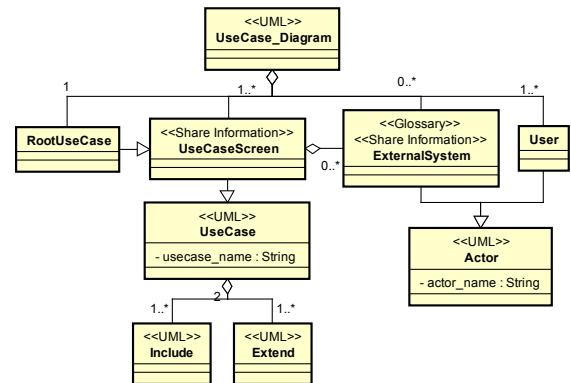 <<UML>>
UseCase_Diagram
1
1..*
0..*
1..*
RootUseCase
<<Share Information>>
UseCaseScreen
0..*
<<Glossary>>
<<Share Information>>
ExternalSystem
User
<<UML>>
UseCase
- usecase_name : String
<<UML>>
Actor
- actor_name : String
2
1..*
1..*
<<UML>>
Include
<<UML>>
Extend